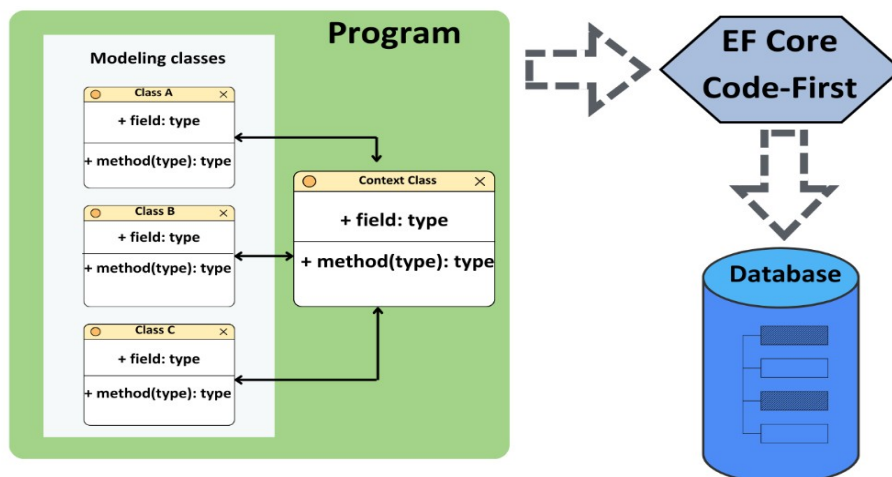 Program
Modeling classes
Class A
+ field: type
+ method(type): type
Class B
+ field: type
+ method(type): type
Class C
+ field: type
+ method(type): type
Context Class
+ field: type
+ method(type): type
EF Core
Code-First
Database